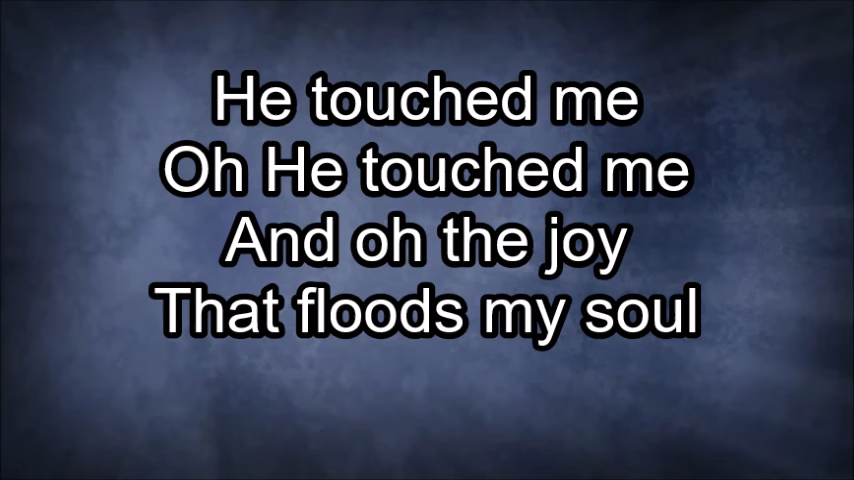 He touched me
Oh He touched me
And oh the joy
That floods my soul